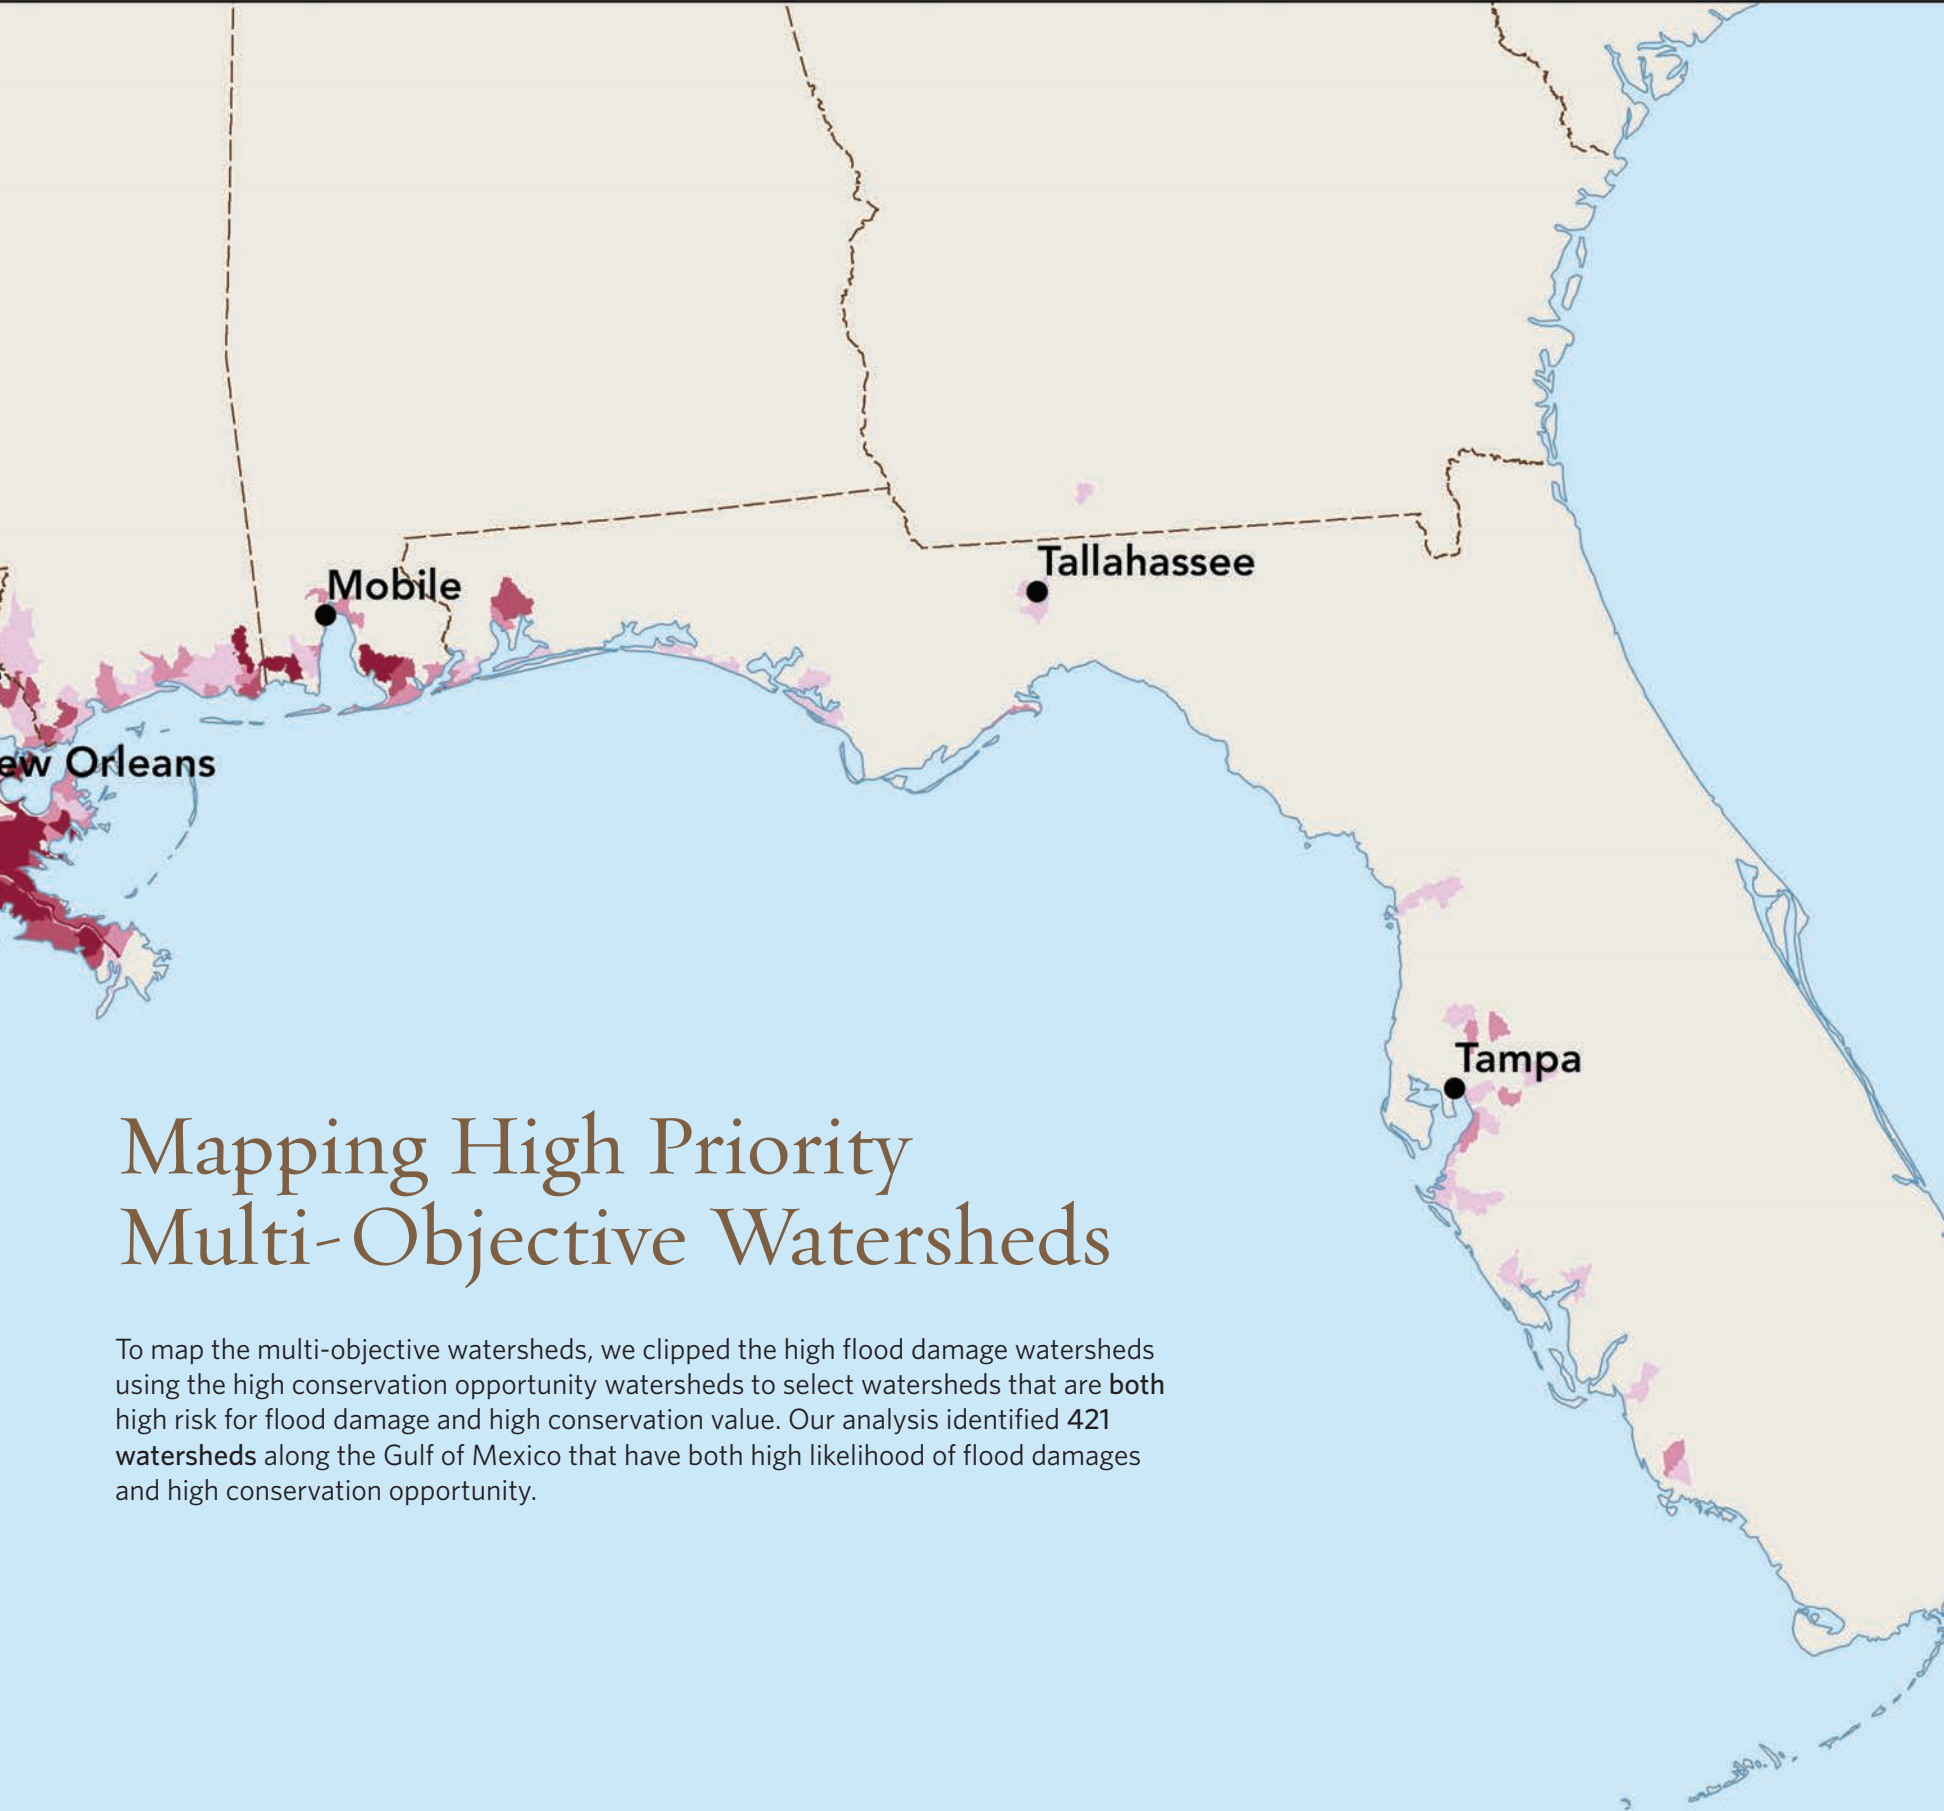 Mobile
Tallahassee
ew Orleans
Tampa
Mapping High Priority
Multi-Objective Watersheds
To map the multi-objective watersheds, we clipped the high flood damage watersheds
using the high conservation opportunity watersheds to select watersheds that are both
high risk for flood damage and high conservation value. Our analysis identified 421
watersheds along the Gulf of Mexico that have both high likelihood of flood damages
and high conservation opportunity.